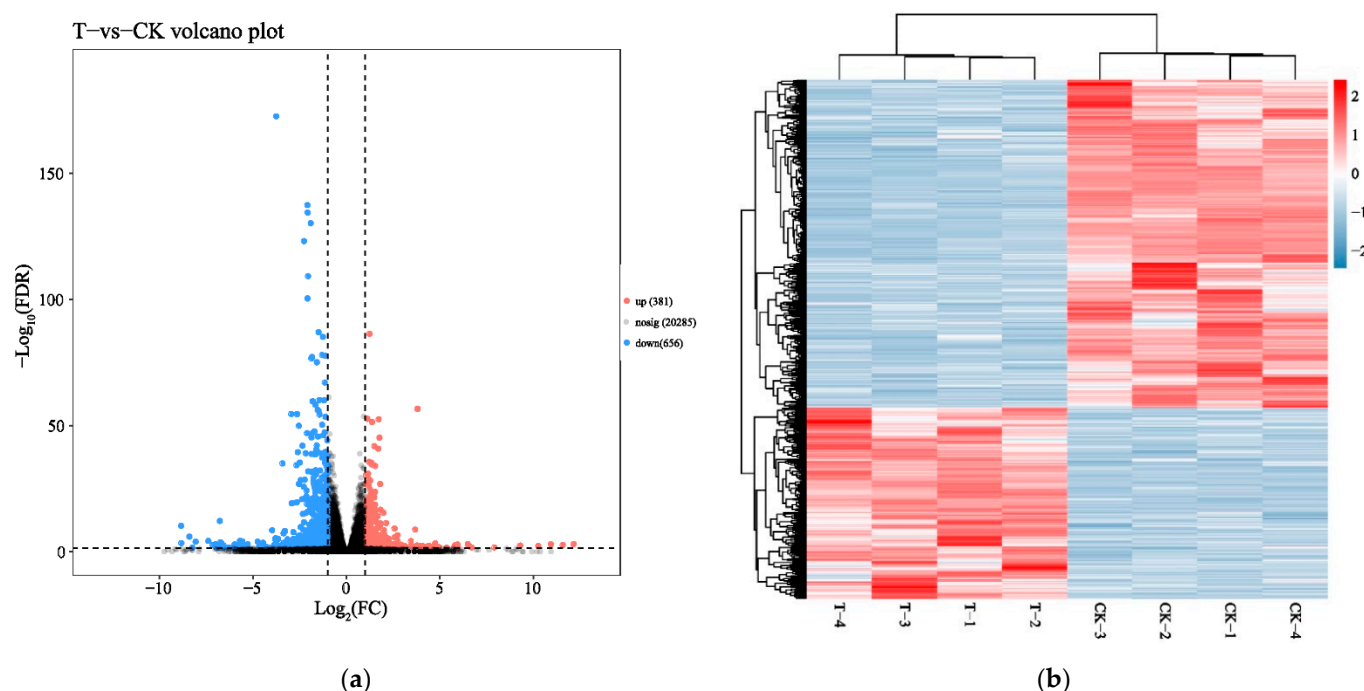 T−vs−CK volcano plot
−Log10(FDR)
150
100
50
0
−10
−5
0
5
10
Log2(FC)
up (381)
nosig (20285)
down(656)
(a)
2
1
0
−1
−2
T−4
T−3
T−1
T−2
CK−3
CK−2
CK−1
CK−4
(b)